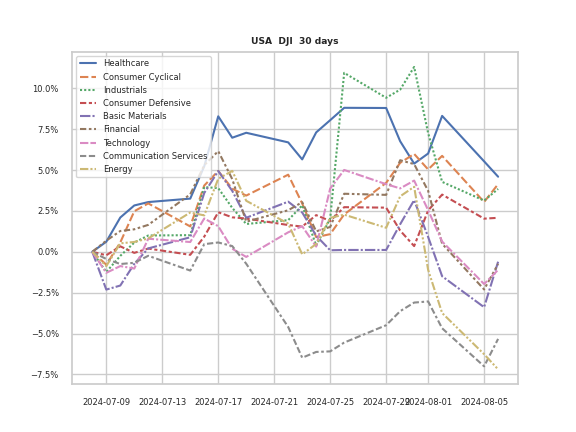 USA DJI 30 days
Healthcare
Consumer Cyclical
Industrials
Consumer Defensive
Basic Materials
Financial
Technology
Communication Services
Energy
10.0%
7.5%
5.0%
2.5%
0.0%
−2.5%
−5.0%
−7.5%
2024-07-09 2024-07-13 2024-07-17 2024-07-21 2024-07-25 2024-07-29 2024-08-01 2024-08-05